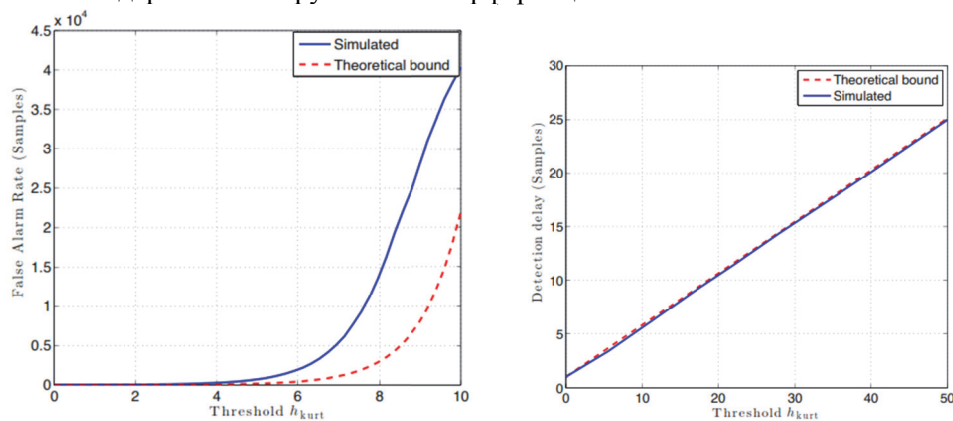 x 10⁴
4.5
4
3.5
3
2.5
2
1.5
1
0.5
0
0 2 4 6 8 10
False Alarm Rate (Samples)
Threshold h_kurt
Simulated
Theoretical bound
30
25
20
15
10
5
0
0 10 20 30 40 50
Detection delay (Samples)
Threshold h_kurt
Theoretical bound
Simulated